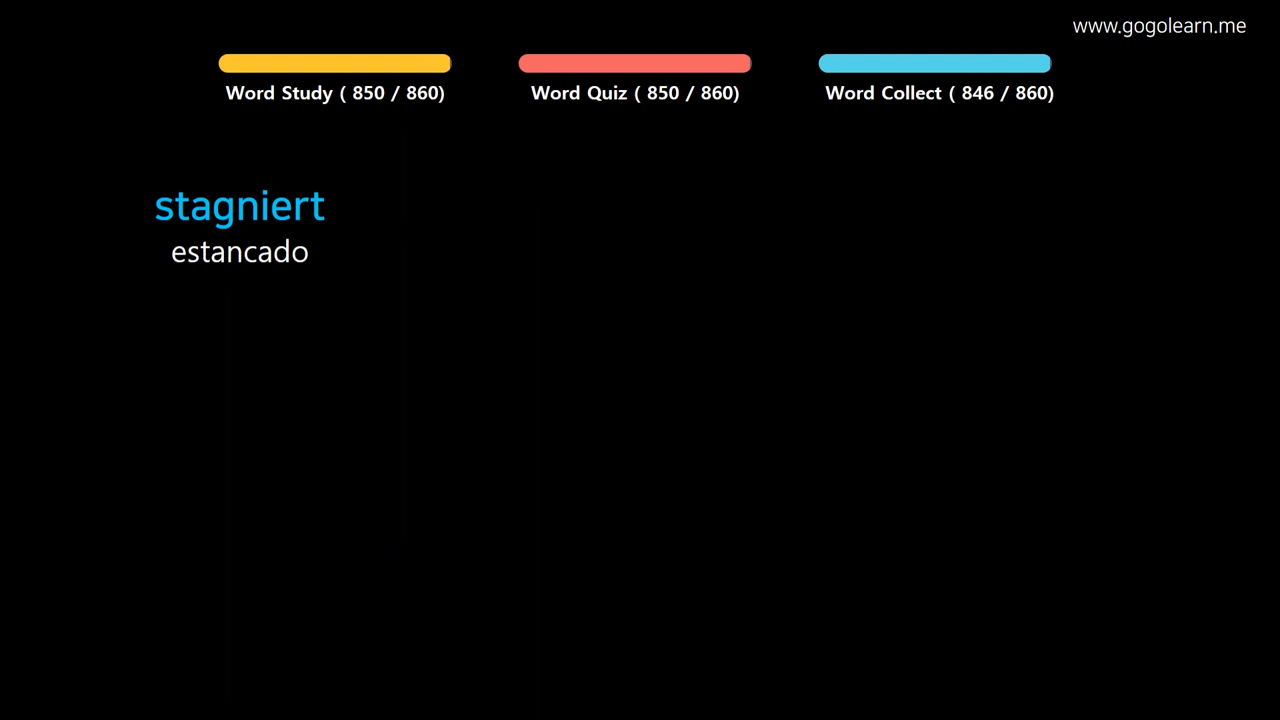 www.gogolearn.me
Word Study ( 850 / 860)
Word Quiz ( 850 / 860)
Word Collect ( 846 / 860)
stagniert
estancado